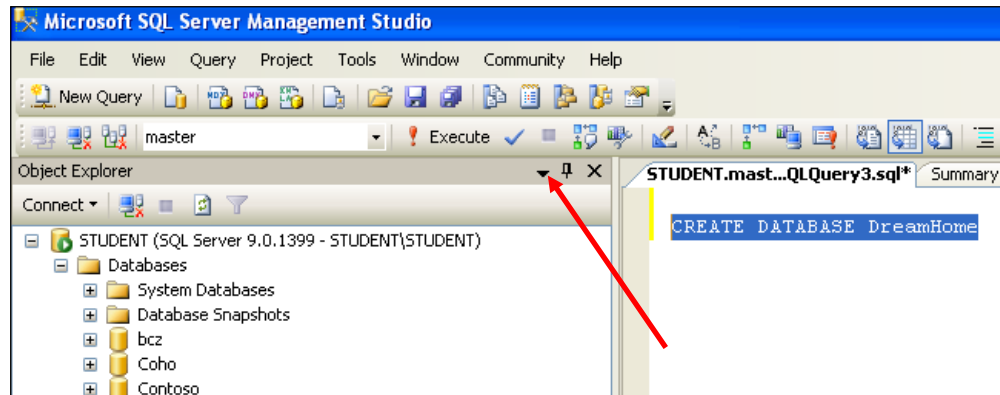 Microsoft SQL Server Management Studio
File Edit View Query Project Tools Window Community Help
New Query
master Execute
Object Explorer
STUDENT.mast...QLQuery3.sql* Summary
Connect
CREATE DATABASE DreamHome
STUDENT (SQL Server 9.0.1399 - STUDENT\STUDENT)
Databases
System Databases
Database Snapshots
bcz
Coho
Contoso